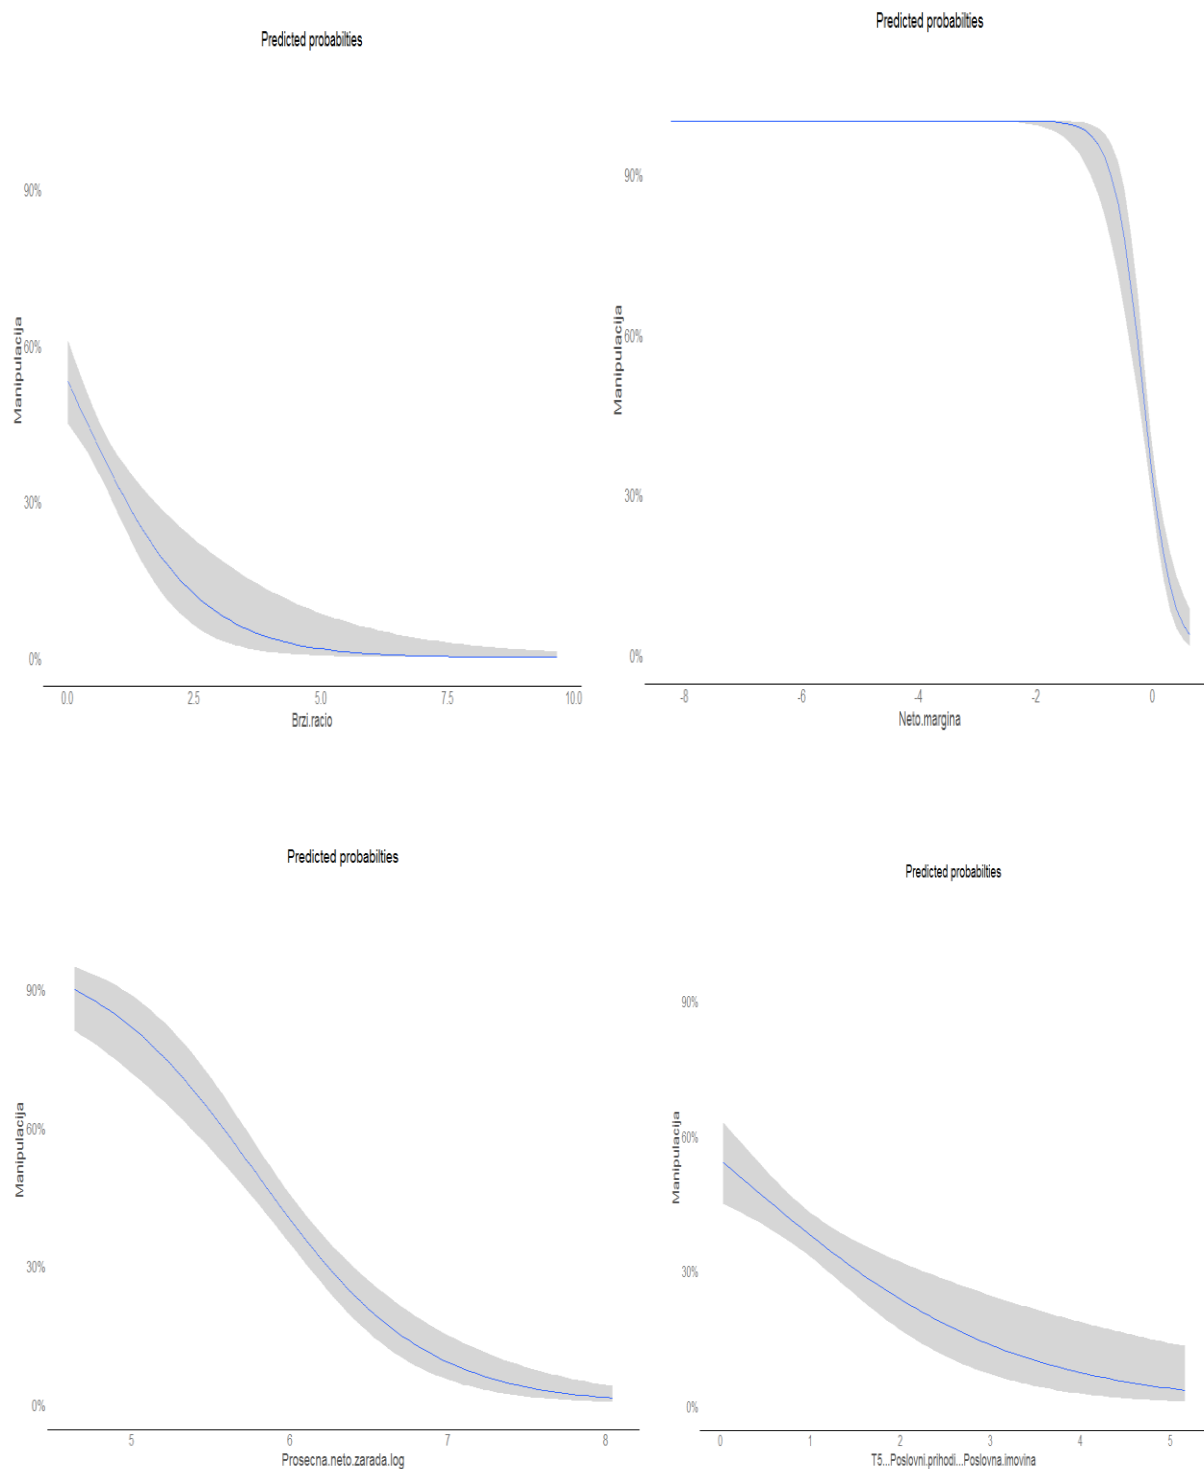 Predicted probabilties
Manipulacija
90%
60%
30%
0%
0.0 2.5 5.0 7.5 10.0
Brzi.racio
Predicted probabilties
Manipulacija
90%
60%
30%
0%
-8 -6 -4 -2 0
Neto.margina
Predicted probabilties
Manipulacija
90%
60%
30%
0%
5 6 7 8
Prosecna.neto.zarada.log
Predicted probabilties
Manipulacija
90%
60%
30%
0%
0 1 2 3 4 5
T5...Poslovni.prihodi...Poslovna.imovina